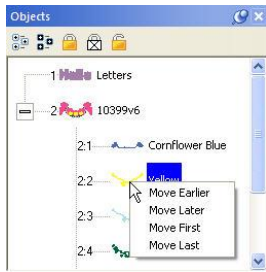 Objects
1 Hello Letters
2 10399v6
2:1 Cornflower Blue
2:2 Yellow
Move Earlier
Move Later
2:3
Move First
Move Last
2:4